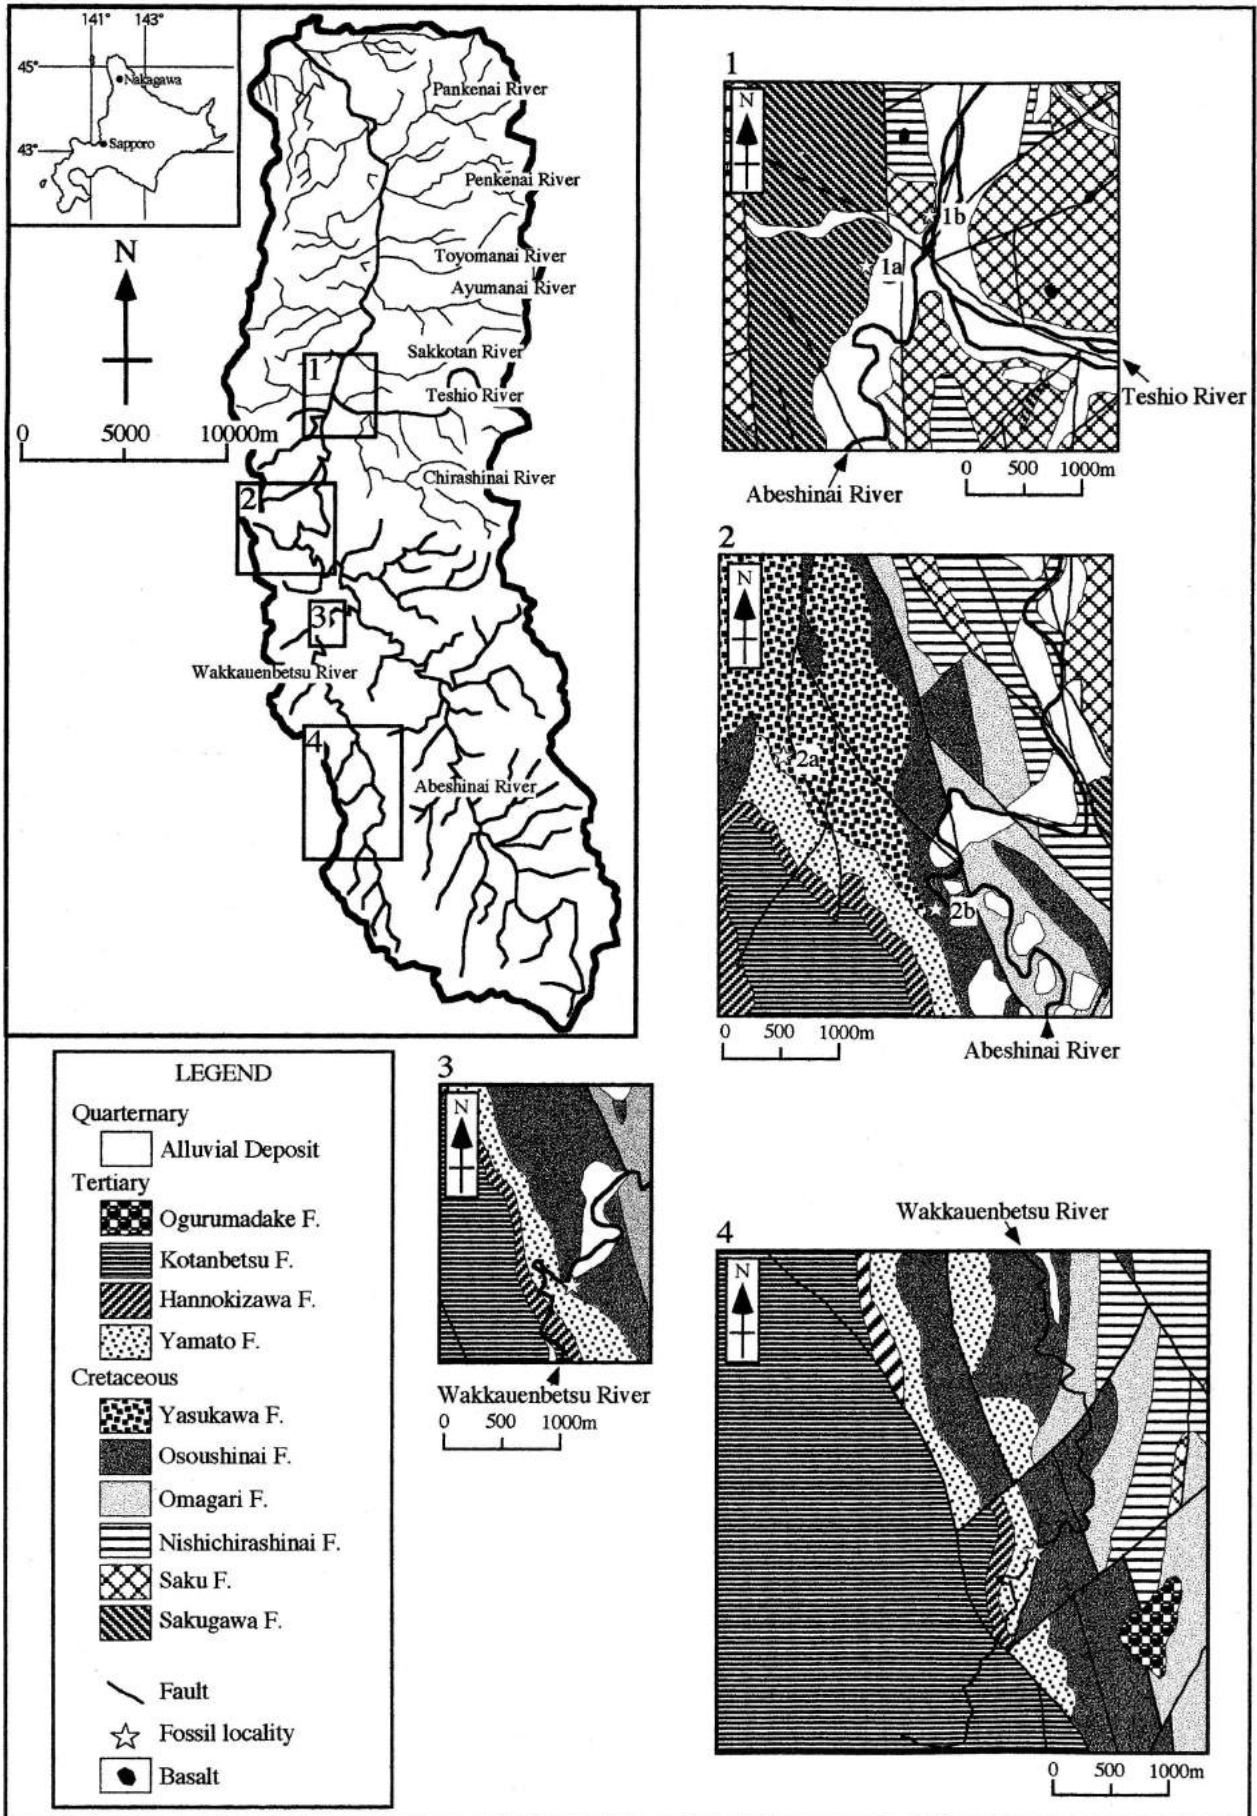 141° 143°
45°
Nakagawa
43°
Sapporo
N
0 5000 10000m
Pankenai River
Penkenai River
Toyomanai River
Ayumanai River
Sakkotan River
1
Teshio River
Chirashinai River
2
3
Wakkauenbetsu River
4
Abeshinai River
1
N
1b
1a
Teshio River
Abeshinai River
0 500 1000m
2
N
2a
2b
0 500 1000m
Abeshinai River
LEGEND
Quarternary
Alluvial Deposit
Tertiary
Ogurumadake F.
Kotanbetsu F.
Hannokizawa F.
Yamato F.
Cretaceous
Yasukawa F.
Osoushinai F.
Omagari F.
Nishichirashinai F.
Saku F.
Sakugawa F.
Fault
Fossil locality
Basalt
3
N
Wakkauenbetsu River
0 500 1000m
Wakkauenbetsu River
4
N
0 500 1000m